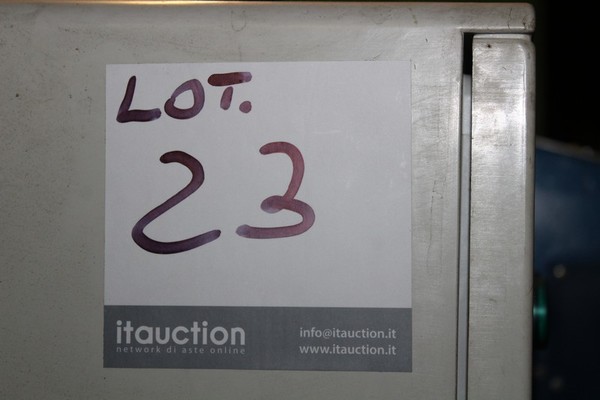 LOT.
23
itauction
network di aste online
info@itauction.it
www.itauction.it